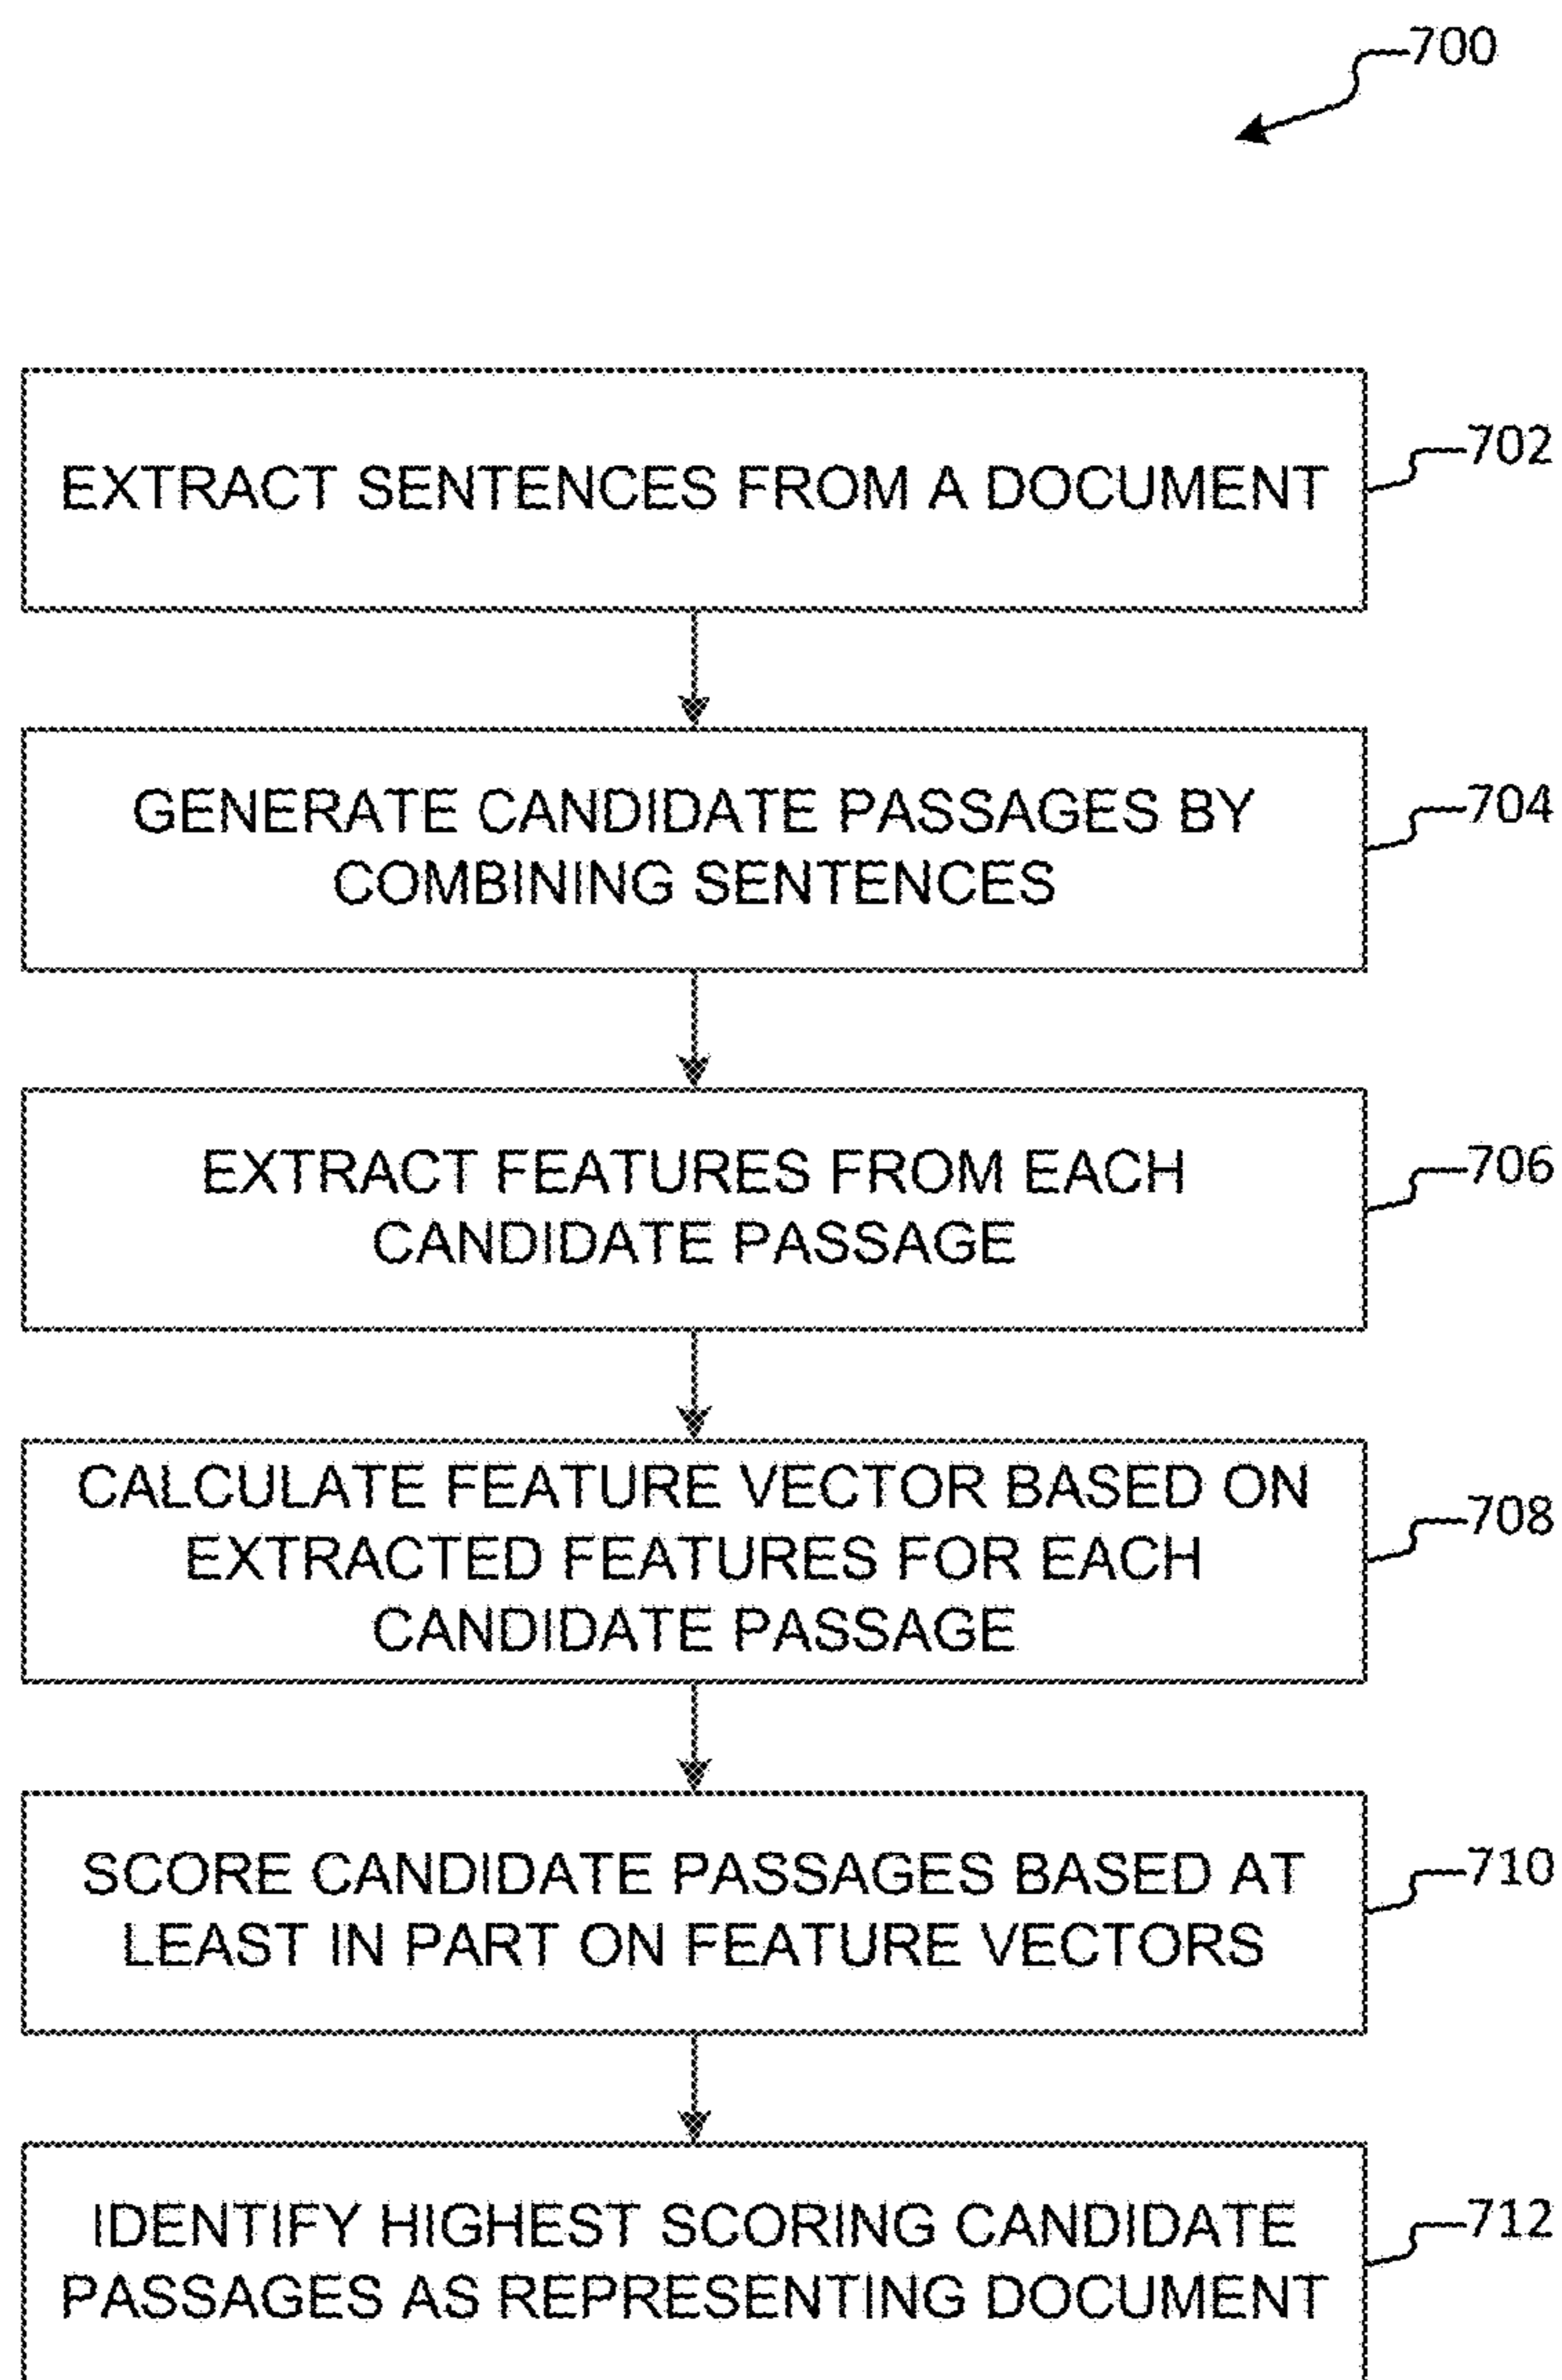 700
EXTRACT SENTENCES FROM A DOCUMENT
702
GENERATE CANDIDATE PASSAGES BY
COMBINING SENTENCES
704
EXTRACT FEATURES FROM EACH
CANDIDATE PASSAGE
706
CALCULATE FEATURE VECTOR BASED ON
EXTRACTED FEATURES FOR EACH
CANDIDATE PASSAGE
708
SCORE CANDIDATE PASSAGES BASED AT
LEAST IN PART ON FEATURE VECTORS
710
IDENTIFY HIGHEST SCORING CANDIDATE
PASSAGES AS REPRESENTING DOCUMENT
712